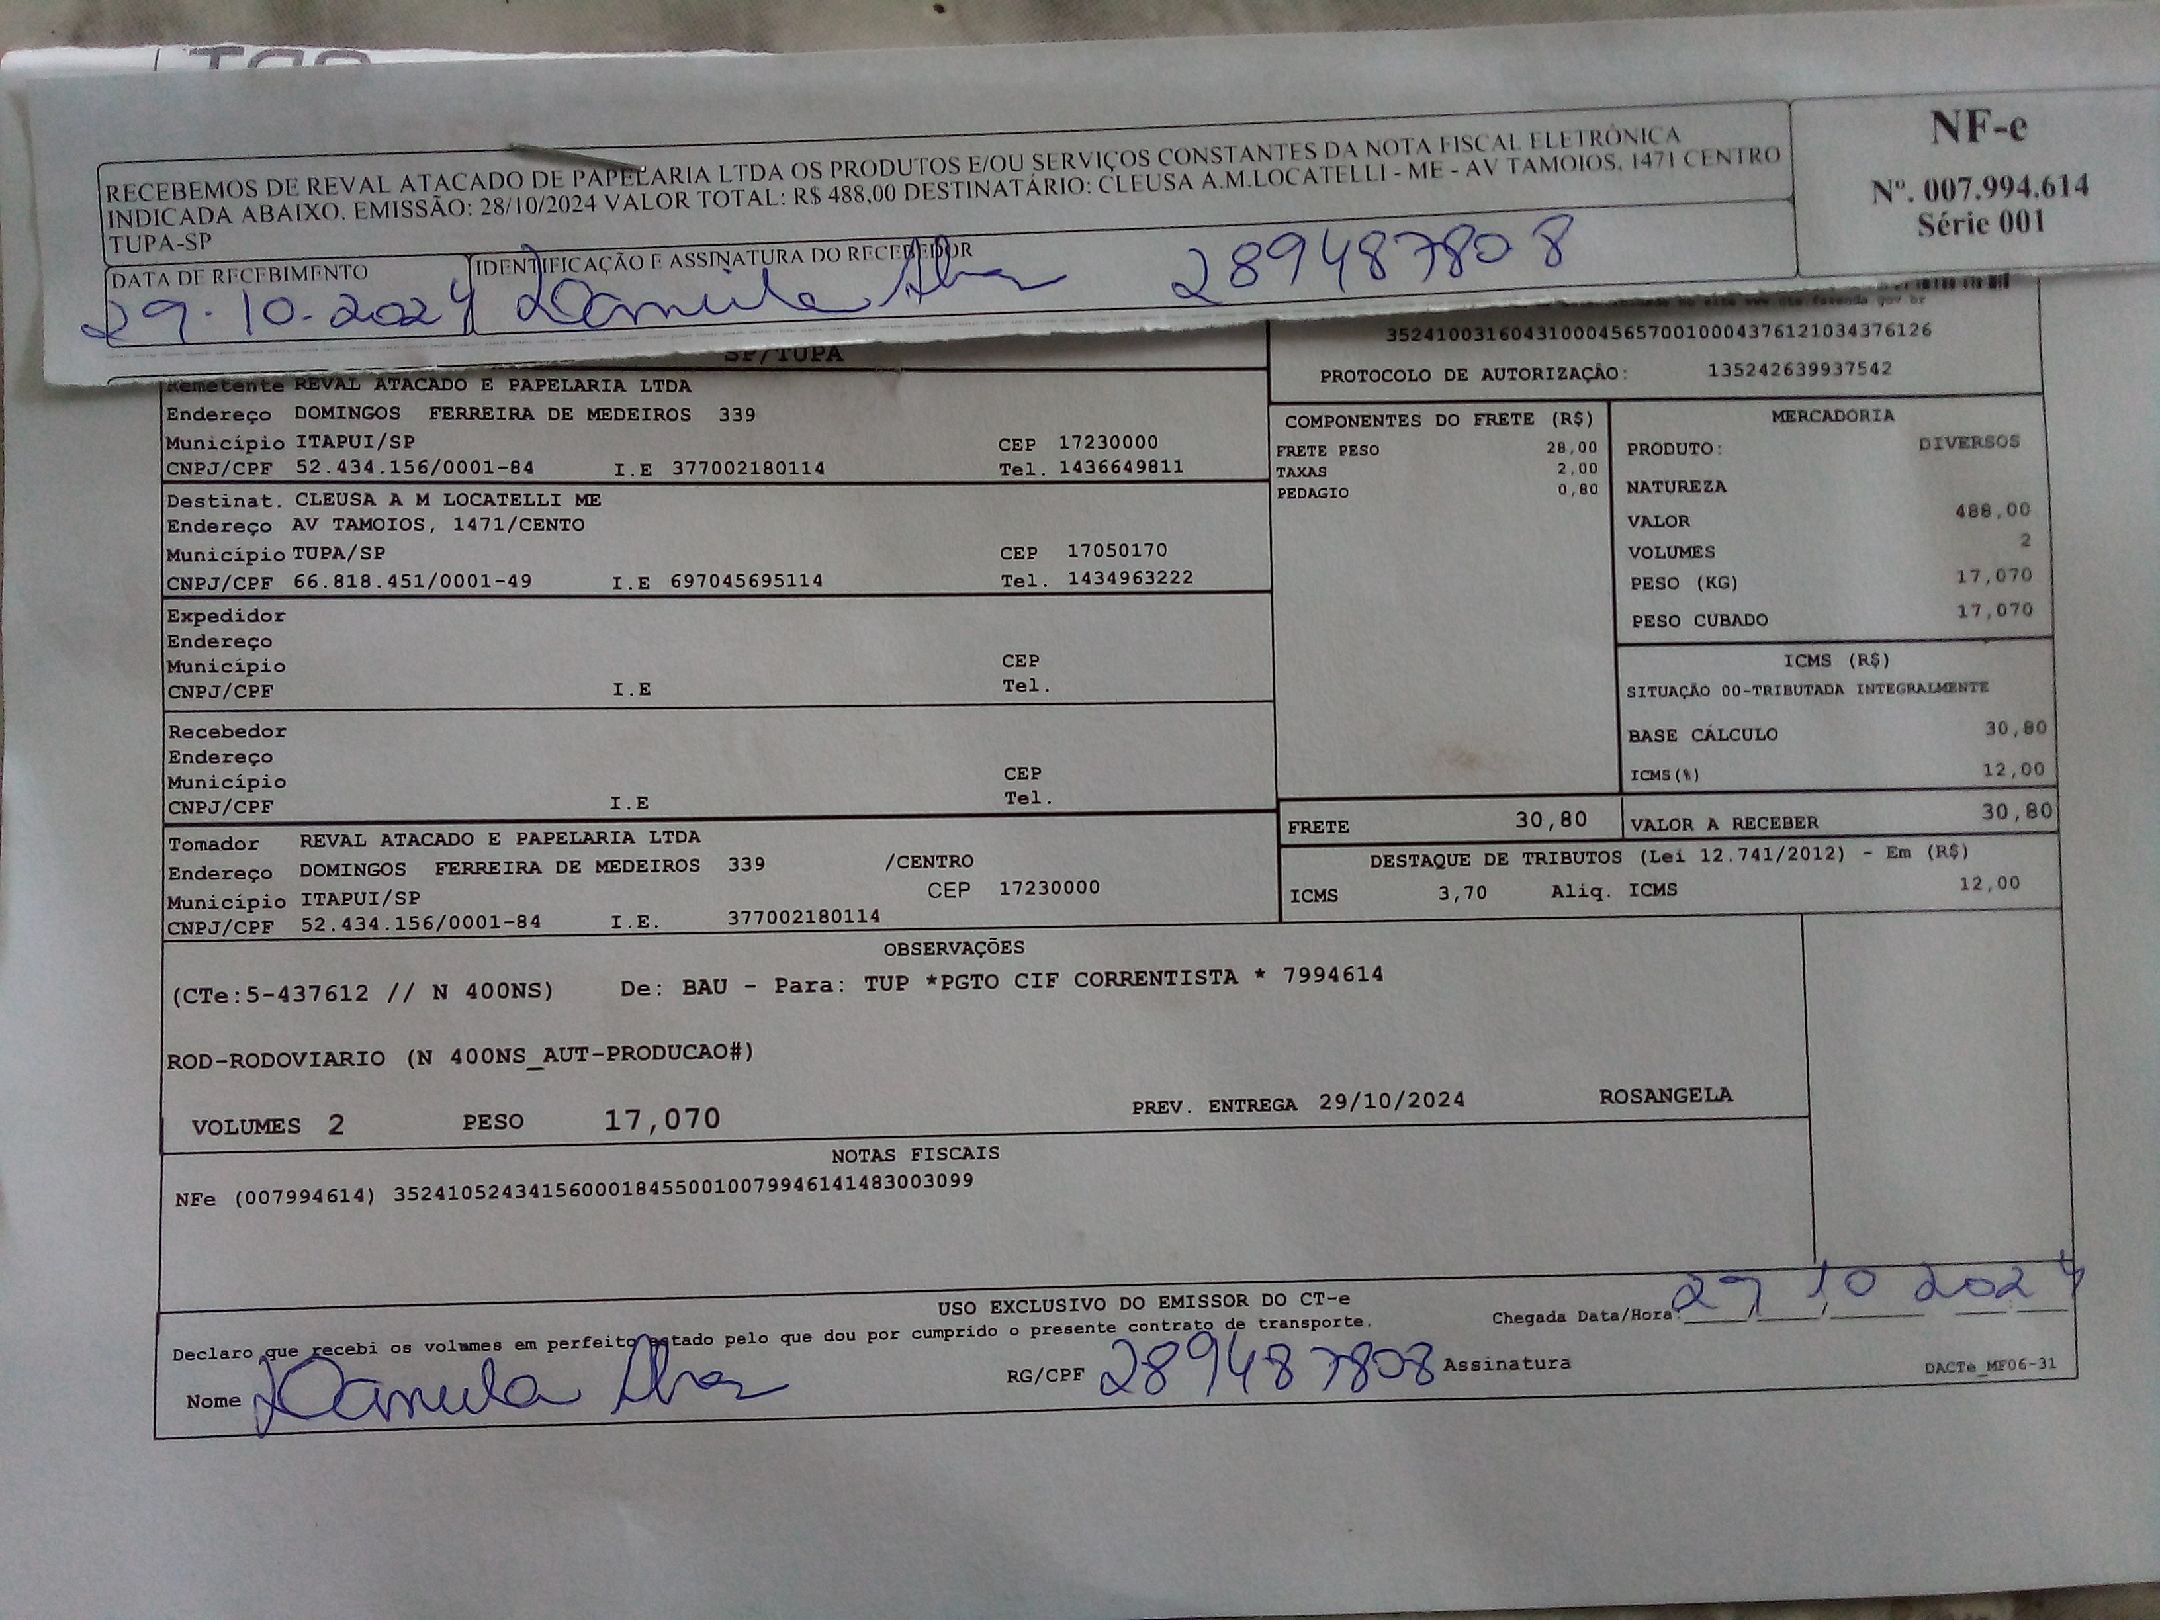 RECEBEMOS DE REVAL ATACADO DE PAPELARIA LTDA OS PRODUTOS E/OU SERVIÇOS CONSTANTES DA NOTA FISCAL ELETRÔNICA
INDICADA ABAIXO. EMISSÃO: 28/10/2024 VALOR TOTAL: R$ 488,00 DESTINATÁRIO: CLEUSA A.M.LOCATELLI - ME - AV TAMOIOS, 1471 CENTRO
TUPA-SP
NF-e
Nº. 007.994.614
Série 001
DATA DE RECEBIMENTO
IDENTIFICAÇÃO E ASSINATURA DO RECEBEDOR
29.10.2024 Daniela 289487808
SP/TUPA
35241003160431000456570010004376121034376126
PROTOCOLO DE AUTORIZAÇÃO: 135242639937542
Remetente REVAL ATACADO E PAPELARIA LTDA
Endereço DOMINGOS FERREIRA DE MEDEIROS 339
Município ITAPUI/SP CEP 17230000
CNPJ/CPF 52.434.156/0001-84 I.E 377002180114 Tel. 1436649811
Destinat. CLEUSA A M LOCATELLI ME
Endereço AV TAMOIOS, 1471/CENTO
Município TUPA/SP CEP 17050170
CNPJ/CPF 66.818.451/0001-49 I.E 697045695114 Tel. 1434963222
Expedidor
Endereço
Município CEP
CNPJ/CPF I.E Tel.
Recebedor
Endereço
Município CEP
CNPJ/CPF I.E Tel.
Tomador REVAL ATACADO E PAPELARIA LTDA
Endereço DOMINGOS FERREIRA DE MEDEIROS 339 /CENTRO
Município ITAPUI/SP CEP 17230000
CNPJ/CPF 52.434.156/0001-84 I.E. 377002180114
COMPONENTES DO FRETE (R$)
FRETE PESO 28,00
TAXAS 2,00
PEDAGIO 0,80
MERCADORIA
PRODUTO: DIVERSOS
NATUREZA
VALOR 488,00
VOLUMES 2
PESO (KG) 17,070
PESO CUBADO 17,070
ICMS (R$)
SITUAÇÃO 00-TRIBUTADA INTEGRALMENTE
BASE CÁLCULO 30,80
ICMS(%) 12,00
FRETE 30,80 VALOR A RECEBER 30,80
DESTAQUE DE TRIBUTOS (Lei 12.741/2012) - Em (R$)
ICMS 3,70 Aliq. ICMS 12,00
OBSERVAÇÕES
(CTe:5-437612 // N 400NS) De: BAU - Para: TUP *PGTO CIF CORRENTISTA * 7994614
ROD-RODOVIARIO (N 400NS_AUT-PRODUCAO#)
VOLUMES 2 PESO 17,070 PREV. ENTREGA 29/10/2024 ROSANGELA
NOTAS FISCAIS
NFe (007994614) 35241052434156000184550010079946141483003099
USO EXCLUSIVO DO EMISSOR DO CT-e
Declaro que recebi os volumes em perfeito estado pelo que dou por cumprido o presente contrato de transporte.
Chegada Data/Hora: 29 10 2024
Nome Daniela RG/CPF 289487808 Assinatura
DACTe_MF06-31